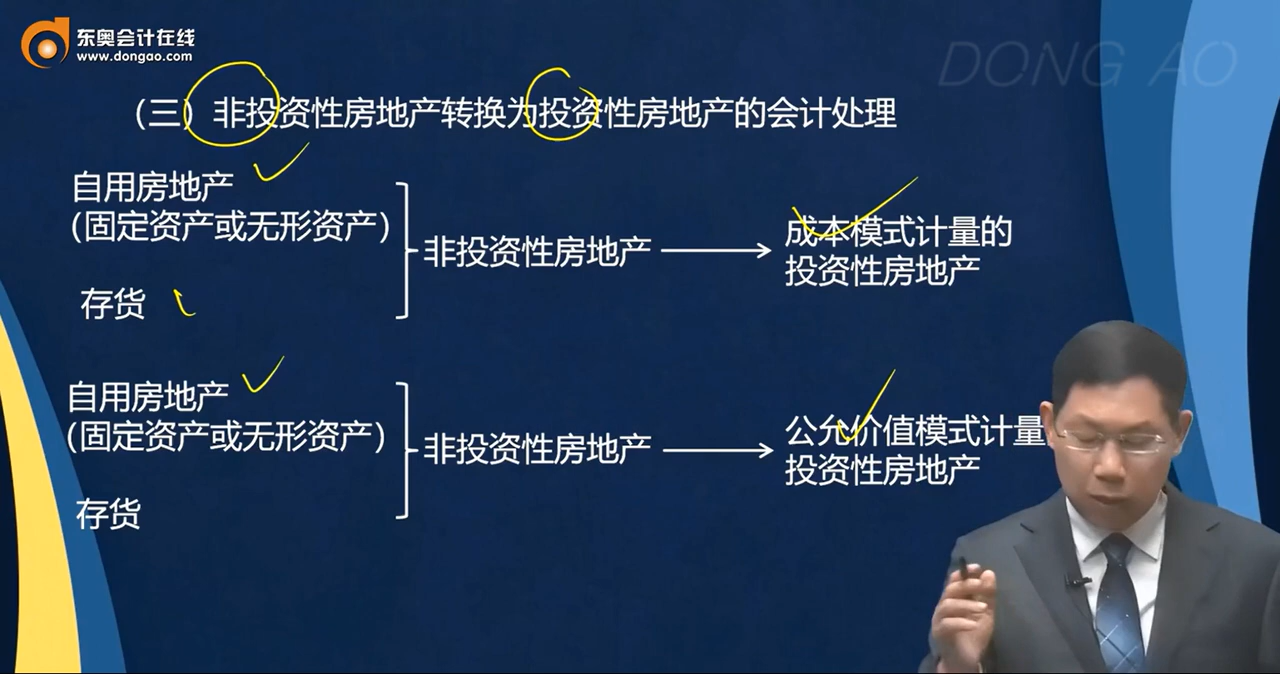 东奥会计在线
www.dongao.com
DONG AO
（三）非投资性房地产转换为投资性房地产的会计处理
自用房地产
(固定资产或无形资产)
存货
非投资性房地产
成本模式计量的
投资性房地产
自用房地产
(固定资产或无形资产)
存货
非投资性房地产
公允价值模式计量
投资性房地产